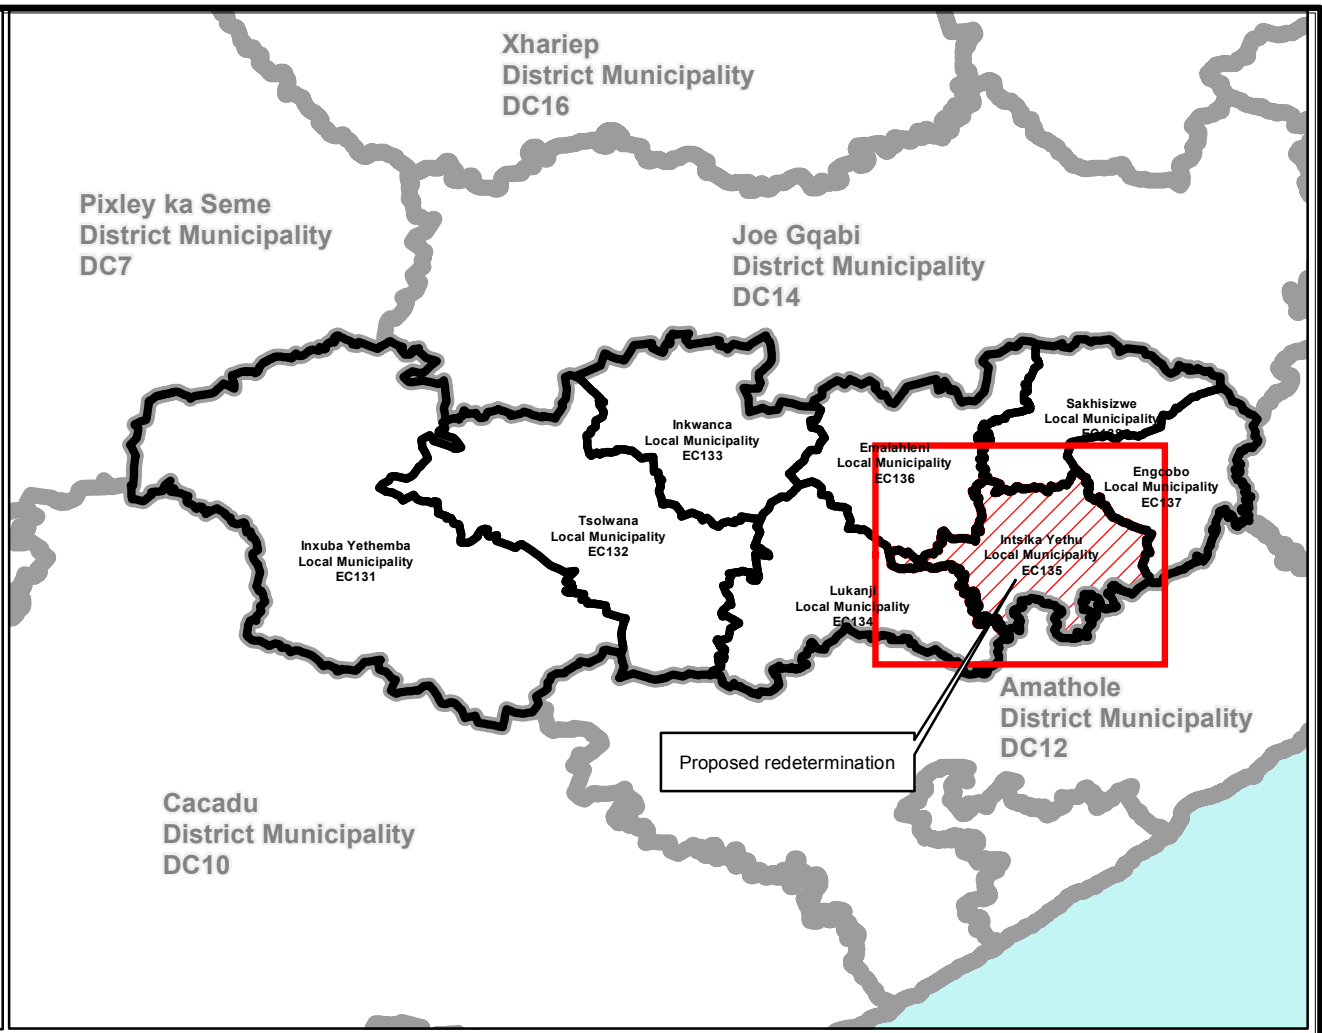 Xhariep
District Municipality
DC16
Pixley ka Seme
District Municipality
DC7
Joe Gqabi
District Municipality
DC14
Sakhisizwe
Local Municipality
EC138
Inkwanca
Local Municipality
EC133
Emalahleni
Local Municipality
EC136
Engcobo
Local Municipality
EC137
Tsolwana
Local Municipality
EC132
Inxuba Yethemba
Local Municipality
EC131
Intsika Yethu
Local Municipality
EC135
Lukanji
Local Municipality
EC134
Amathole
District Municipality
DC12
Proposed redetermination
Cacadu
District Municipality
DC10